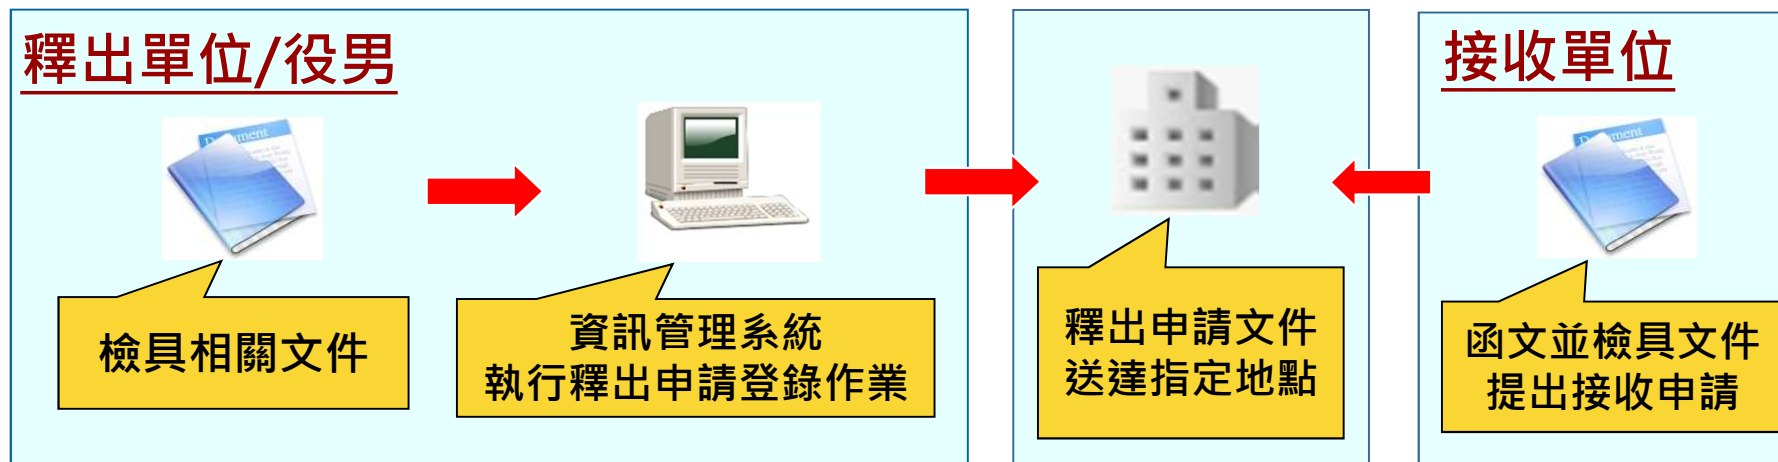 釋出單位/役男
檢具相關文件
資訊管理系統
執行釋出申請登錄作業
釋出申請文件
送達指定地點
接收單位
函文並檢具文件
提出接收申請